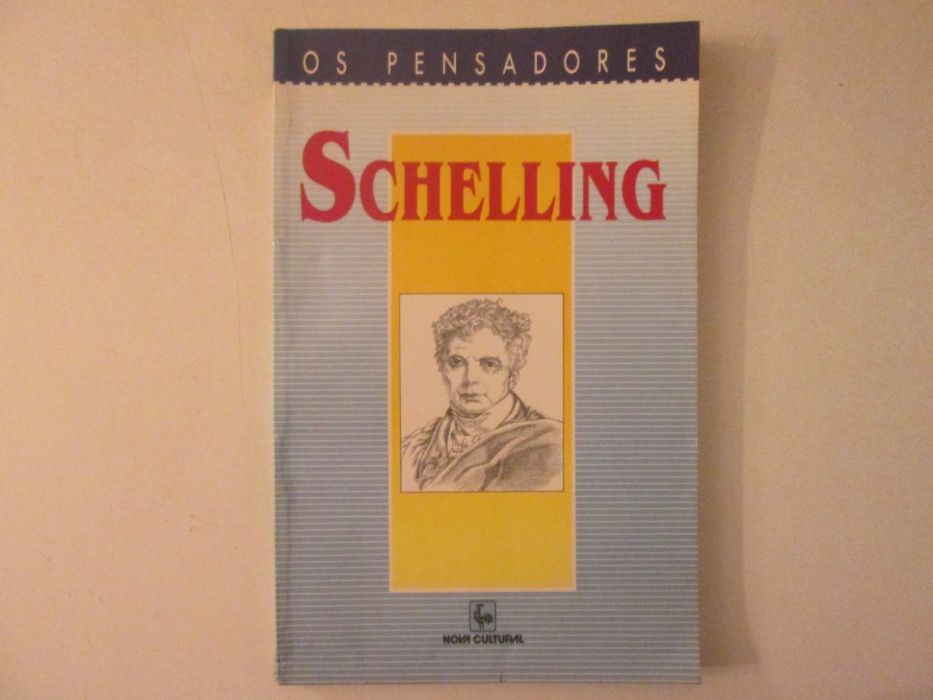 OS PENSADORES
SCHELLING
NOVA CULTURAL